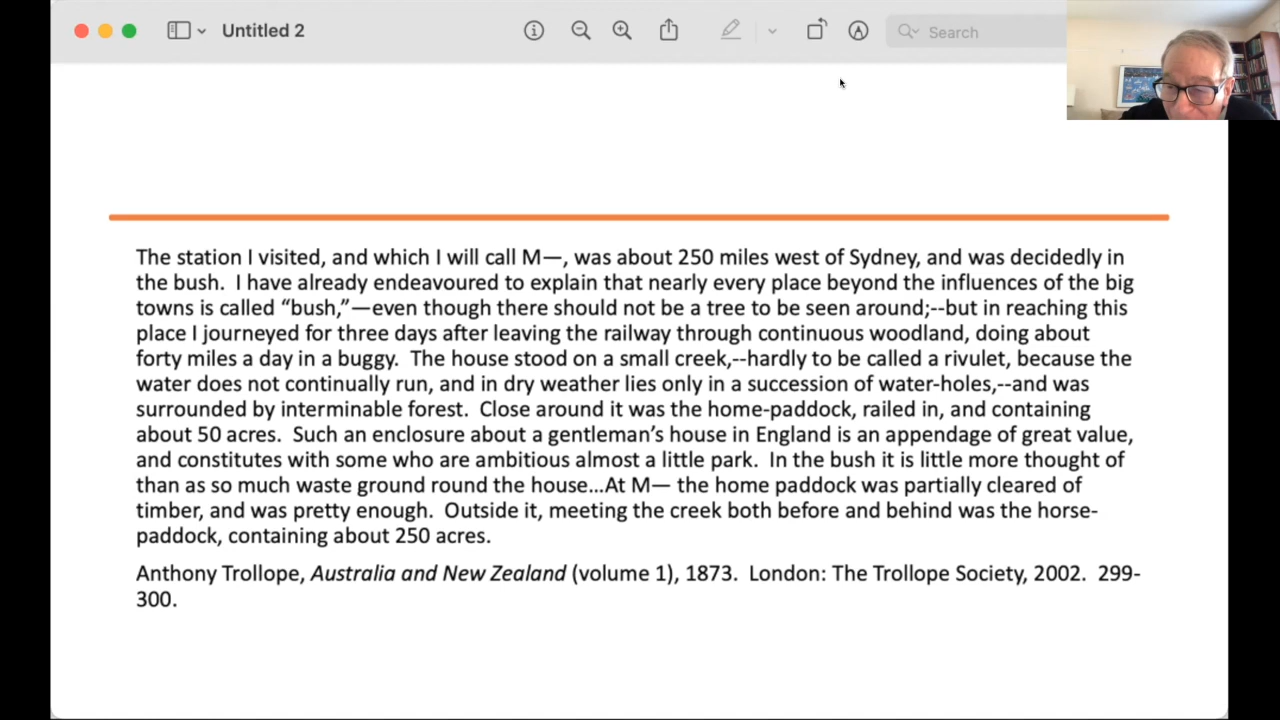 Untitled 2
Search
The station I visited, and which I will call M—, was about 250 miles west of Sydney, and was decidedly in
the bush.  I have already endeavoured to explain that nearly every place beyond the influences of the big
towns is called “bush,”—even though there should not be a tree to be seen around;--but in reaching this
place I journeyed for three days after leaving the railway through continuous woodland, doing about
forty miles a day in a buggy.  The house stood on a small creek,--hardly to be called a rivulet, because the
water does not continually run, and in dry weather lies only in a succession of water-holes,--and was
surrounded by interminable forest.  Close around it was the home-paddock, railed in, and containing
about 50 acres.  Such an enclosure about a gentleman’s house in England is an appendage of great value,
and constitutes with some who are ambitious almost a little park.  In the bush it is little more thought of
than as so much waste ground round the house…At M— the home paddock was partially cleared of
timber, and was pretty enough.  Outside it, meeting the creek both before and behind was the horse-
paddock, containing about 250 acres.
Anthony Trollope, Australia and New Zealand (volume 1), 1873.  London: The Trollope Society, 2002.  299-
300.